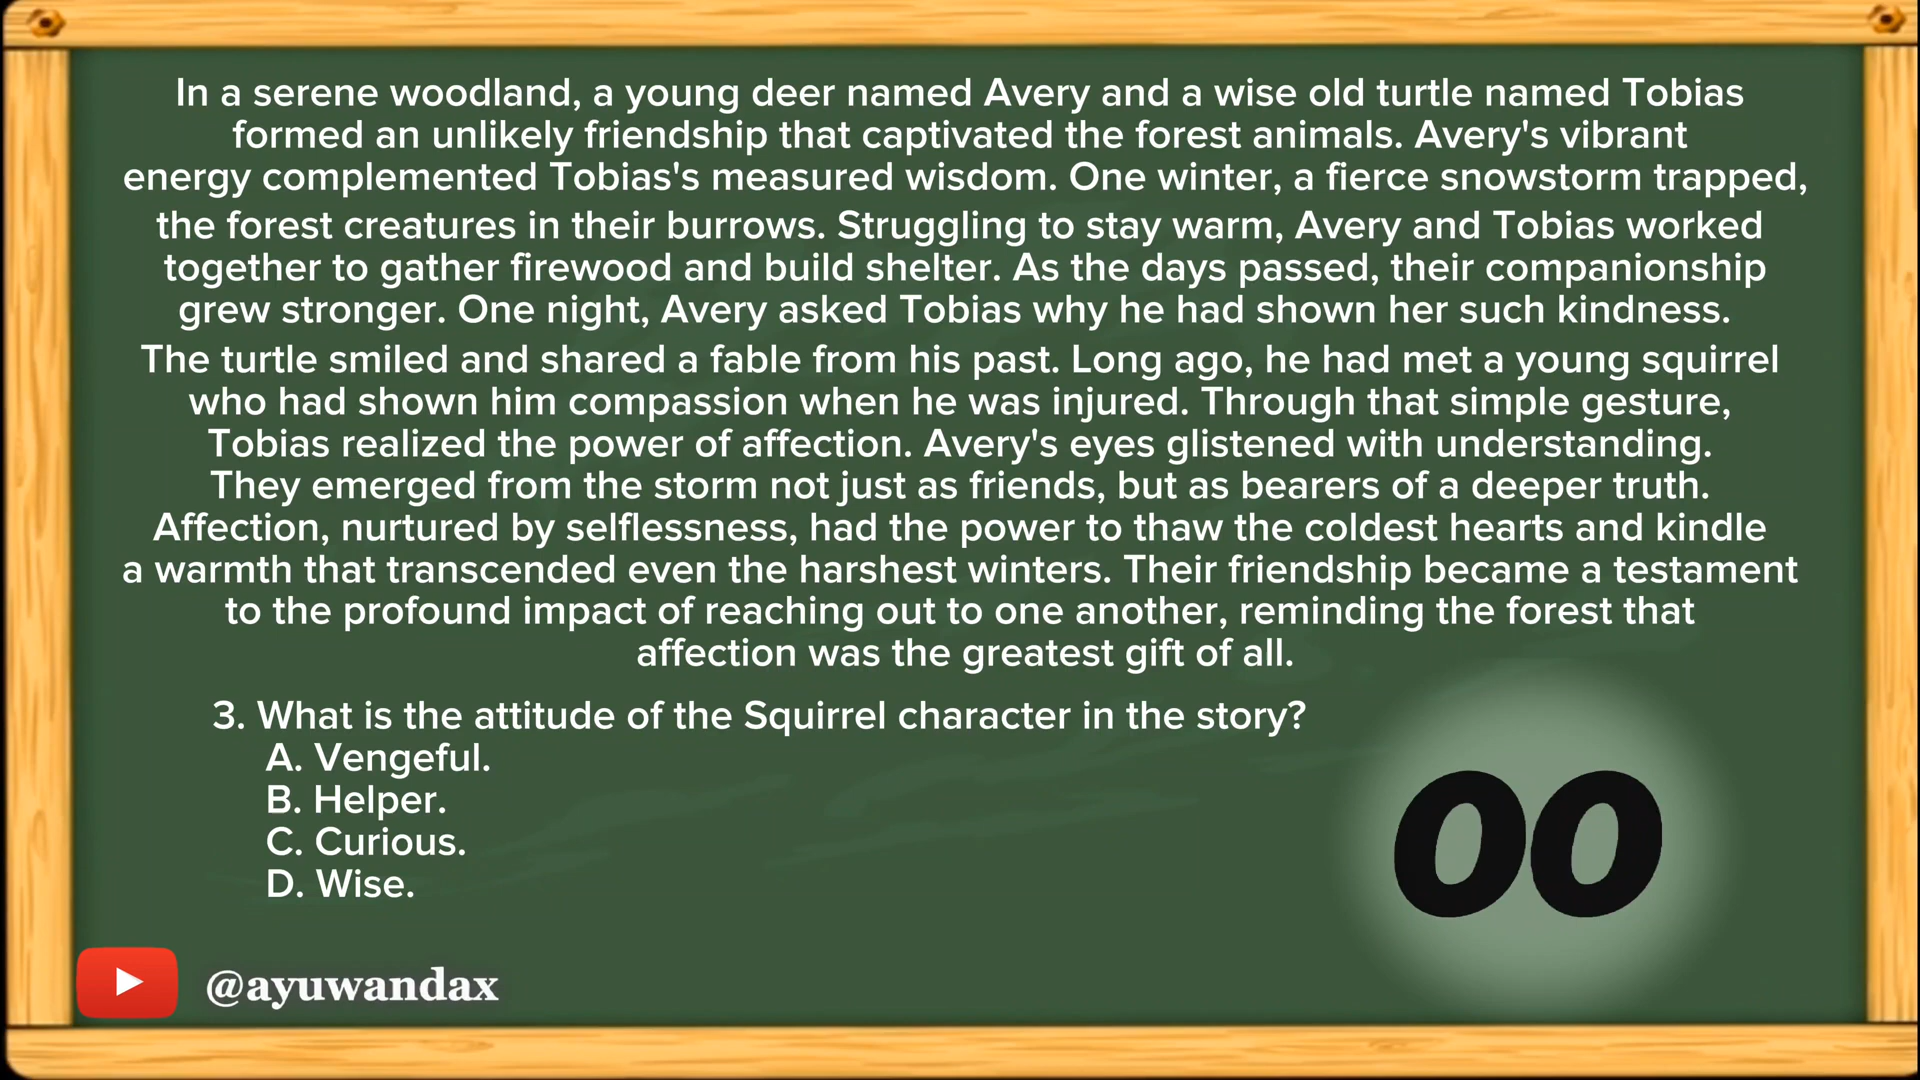 In a serene woodland, a young deer named Avery and a wise old turtle named Tobias
formed an unlikely friendship that captivated the forest animals. Avery's vibrant
energy complemented Tobias's measured wisdom. One winter, a fierce snowstorm trapped,
the forest creatures in their burrows. Struggling to stay warm, Avery and Tobias worked
together to gather firewood and build shelter. As the days passed, their companionship
grew stronger. One night, Avery asked Tobias why he had shown her such kindness.
The turtle smiled and shared a fable from his past. Long ago, he had met a young squirrel
who had shown him compassion when he was injured. Through that simple gesture,
Tobias realized the power of affection. Avery's eyes glistened with understanding.
They emerged from the storm not just as friends, but as bearers of a deeper truth.
Affection, nurtured by selflessness, had the power to thaw the coldest hearts and kindle
a warmth that transcended even the harshest winters. Their friendship became a testament
to the profound impact of reaching out to one another, reminding the forest that
affection was the greatest gift of all.
3. What is the attitude of the Squirrel character in the story?
A. Vengeful.
B. Helper.
C. Curious.
D. Wise.
00
@ayuwandax